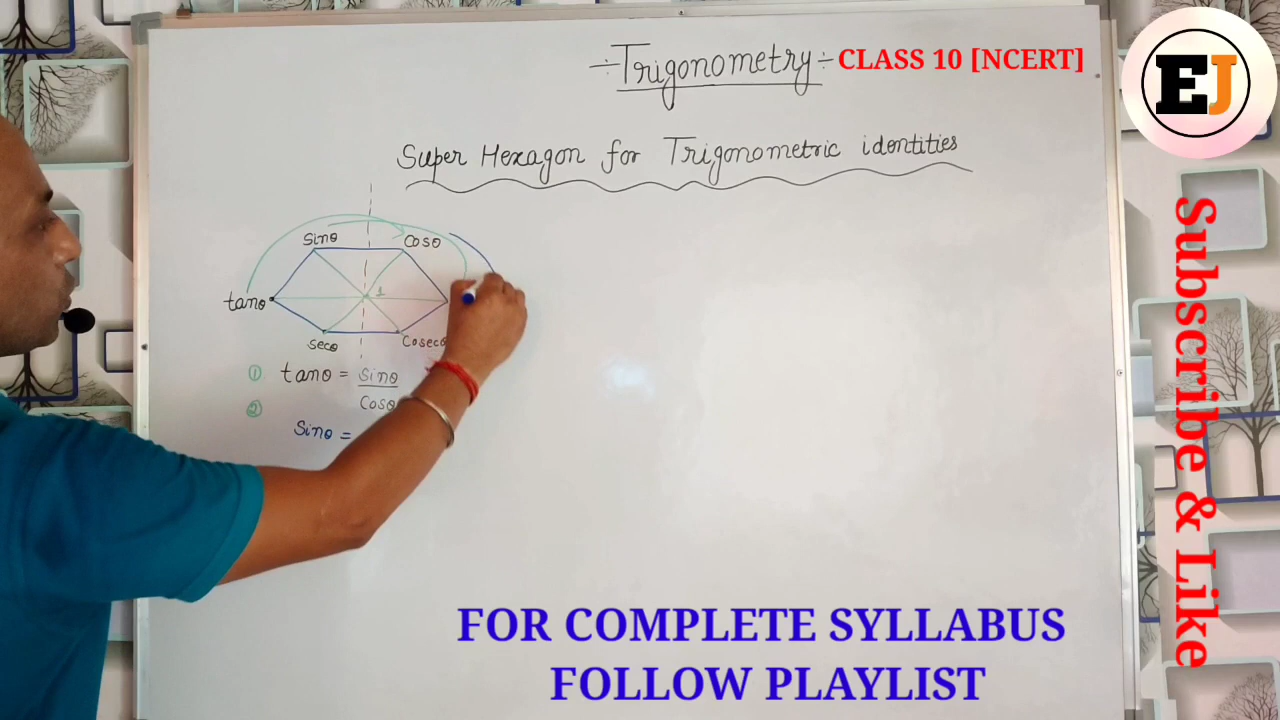 ÷ Trigonometry ÷ CLASS 10 [NCERT]
EJ
Super Hexagon for Trigonometric identities
Sinθ Cosθ
tanθ 1
Secθ Cosecθ
① tanθ = Sinθ
Cosθ
②
Sinθ =
Subscribe & Like
FOR COMPLETE SYLLABUS
FOLLOW PLAYLIST